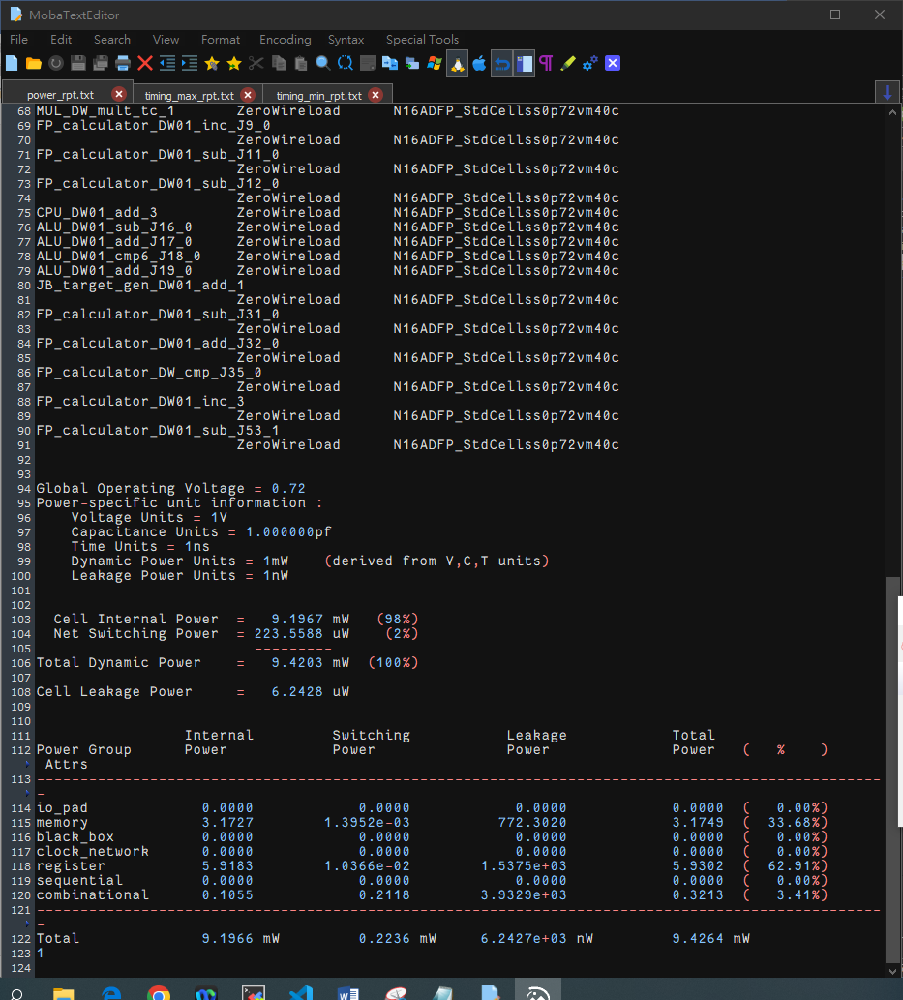 MobaTextEditor
File Edit Search View Format Encoding Syntax Special Tools
power_rpt.txt timing_max_rpt.txt timing_min_rpt.txt
68 MUL_DW_mult_tc_1 ZeroWireload N16ADFP_StdCellss0p72vm40c
69 FP_calculator_DW01_inc_J9_0
70 ZeroWireload N16ADFP_StdCellss0p72vm40c
71 FP_calculator_DW01_sub_J11_0
72 ZeroWireload N16ADFP_StdCellss0p72vm40c
73 FP_calculator_DW01_sub_J12_0
74 ZeroWireload N16ADFP_StdCellss0p72vm40c
75 CPU_DW01_add_3 ZeroWireload N16ADFP_StdCellss0p72vm40c
76 ALU_DW01_sub_J16_0 ZeroWireload N16ADFP_StdCellss0p72vm40c
77 ALU_DW01_add_J17_0 ZeroWireload N16ADFP_StdCellss0p72vm40c
78 ALU_DW01_cmp6_J18_0 ZeroWireload N16ADFP_StdCellss0p72vm40c
79 ALU_DW01_add_J19_0 ZeroWireload N16ADFP_StdCellss0p72vm40c
80 JB_target_gen_DW01_add_1
81 ZeroWireload N16ADFP_StdCellss0p72vm40c
82 FP_calculator_DW01_sub_J31_0
83 ZeroWireload N16ADFP_StdCellss0p72vm40c
84 FP_calculator_DW01_add_J32_0
85 ZeroWireload N16ADFP_StdCellss0p72vm40c
86 FP_calculator_DW_cmp_J35_0
87 ZeroWireload N16ADFP_StdCellss0p72vm40c
88 FP_calculator_DW01_inc_3
89 ZeroWireload N16ADFP_StdCellss0p72vm40c
90 FP_calculator_DW01_sub_J53_1
91 ZeroWireload N16ADFP_StdCellss0p72vm40c
92
93
94 Global Operating Voltage = 0.72
95 Power-specific unit information :
96 Voltage Units = 1V
97 Capacitance Units = 1.000000pf
98 Time Units = 1ns
99 Dynamic Power Units = 1mW (derived from V,C,T units)
100 Leakage Power Units = 1nW
101
102
103 Cell Internal Power = 9.1967 mW (98%)
104 Net Switching Power = 223.5588 uW (2%)
105 ---------
106 Total Dynamic Power = 9.4203 mW (100%)
107
108 Cell Leakage Power = 6.2428 uW
109
110
111 Internal Switching Leakage Total
112 Power Group Power Power Power Power ( % )
Attrs
113 --------------------------------------------------------------------------------------------------
-
114 io_pad 0.0000 0.0000 0.0000 0.0000 ( 0.00%)
115 memory 3.1727 1.3952e-03 772.3020 3.1749 ( 33.68%)
116 black_box 0.0000 0.0000 0.0000 0.0000 ( 0.00%)
117 clock_network 0.0000 0.0000 0.0000 0.0000 ( 0.00%)
118 register 5.9183 1.0366e-02 1.5375e+03 5.9302 ( 62.91%)
119 sequential 0.0000 0.0000 0.0000 0.0000 ( 0.00%)
120 combinational 0.1055 0.2118 3.9329e+03 0.3213 ( 3.41%)
121 --------------------------------------------------------------------------------------------------
-
122 Total 9.1966 mW 0.2236 mW 6.2427e+03 nW 9.4264 mW
123 1
124